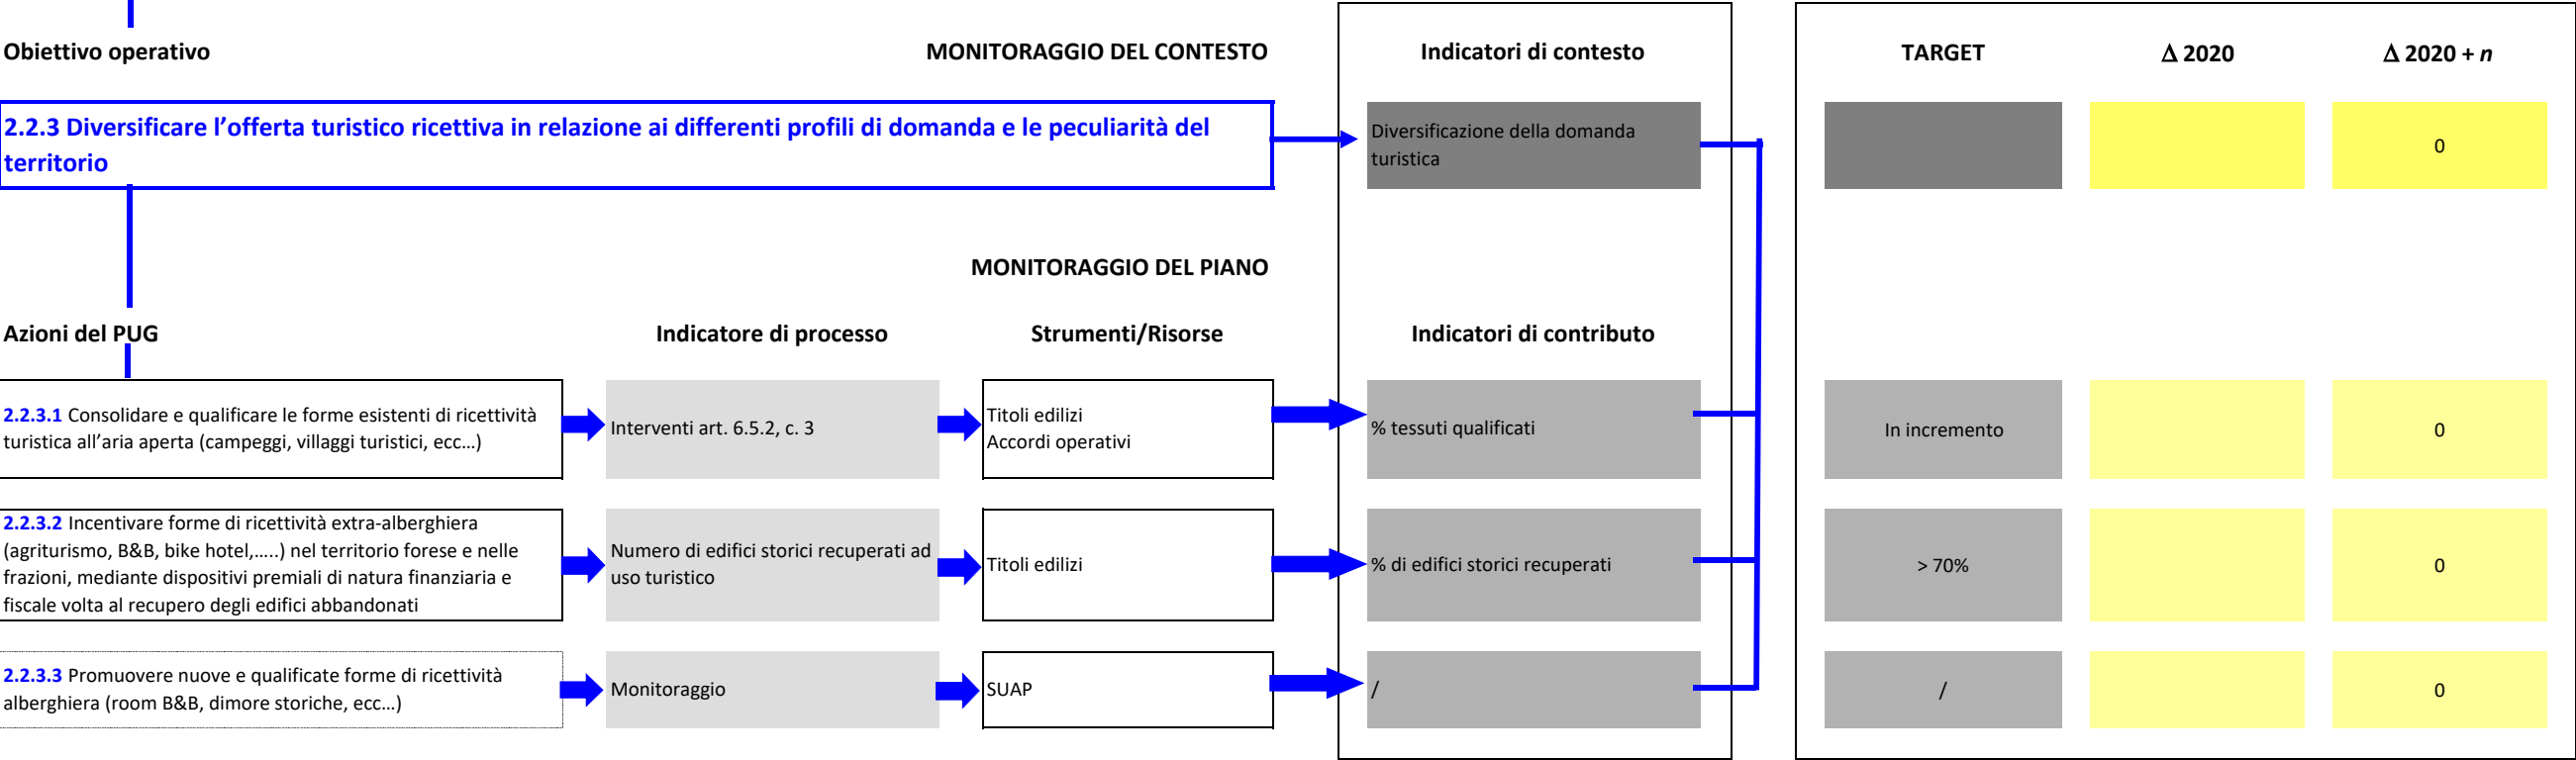 Obiettivo operativo
MONITORAGGIO DEL CONTESTO
Indicatori di contesto
TARGET
Δ 2020
Δ 2020 + n
2.2.3 Diversificare l’offerta turistico ricettiva in relazione ai differenti profili di domanda e le peculiarità del
territorio
Diversificazione della domanda
turistica
0
MONITORAGGIO DEL PIANO
Azioni del PUG
Indicatore di processo
Strumenti/Risorse
Indicatori di contributo
2.2.3.1 Consolidare e qualificare le forme esistenti di ricettività
turistica all’aria aperta (campeggi, villaggi turistici, ecc…)
Interventi art. 6.5.2, c. 3
Titoli edilizi
Accordi operativi
% tessuti qualificati
In incremento
0
2.2.3.2 Incentivare forme di ricettività extra-alberghiera
(agriturismo, B&B, bike hotel,…..) nel territorio forese e nelle
frazioni, mediante dispositivi premiali di natura finanziaria e
fiscale volta al recupero degli edifici abbandonati
Numero di edifici storici recuperati ad
uso turistico
Titoli edilizi
% di edifici storici recuperati
> 70%
0
2.2.3.3 Promuovere nuove e qualificate forme di ricettività
alberghiera (room B&B, dimore storiche, ecc…)
Monitoraggio
SUAP
/
/
0